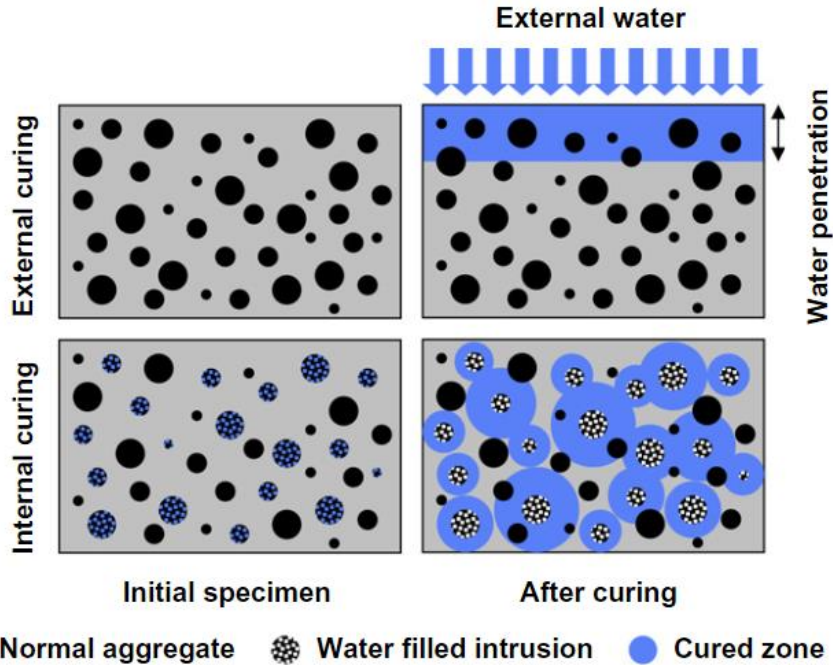 External water
External curing
Water penetration
Internal curing
Initial specimen
After curing
Normal aggregate
Water filled intrusion
Cured zone